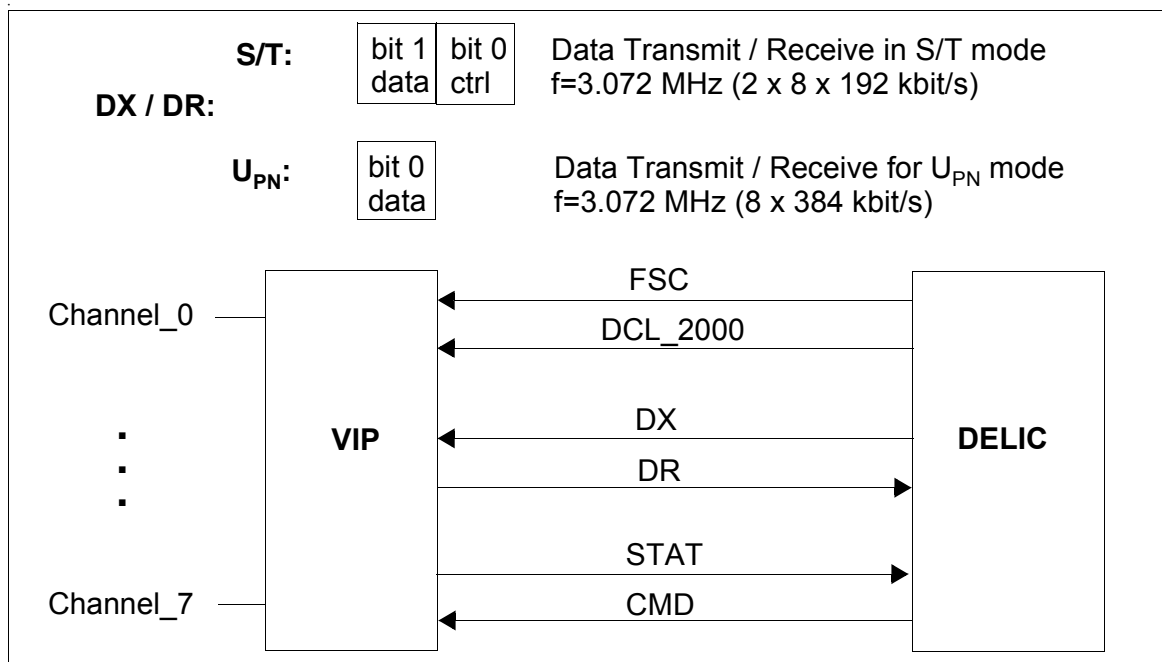 S/T:
bit 1 bit 0
data ctrl
Data Transmit / Receive in S/T mode
f=3.072 MHz (2 x 8 x 192 kbit/s)
DX / DR:
UPN:
bit 0
data
Data Transmit / Receive for UPN mode
f=3.072 MHz (8 x 384 kbit/s)
FSC
Channel_0
DCL_2000
DX
VIP
DELIC
DR
STAT
Channel_7
CMD